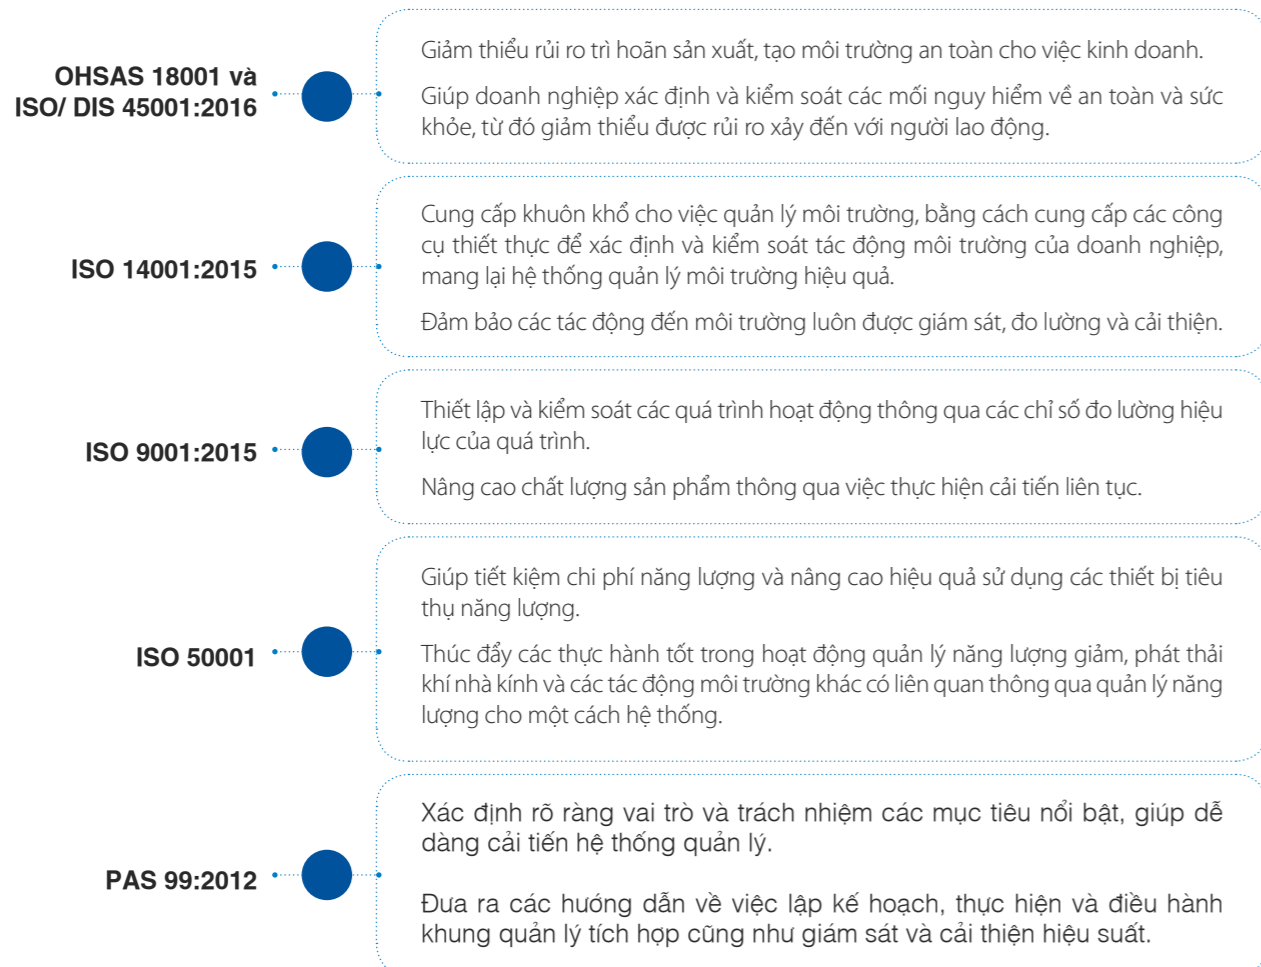 OHSAS 18001 và
ISO/ DIS 45001:2016
Giảm thiểu rủi ro trì hoãn sản xuất, tạo môi trường an toàn cho việc kinh doanh.
Giúp doanh nghiệp xác định và kiểm soát các mối nguy hiểm về an toàn và sức
khỏe, từ đó giảm thiểu được rủi ro xảy đến với người lao động.
ISO 14001:2015
Cung cấp khuôn khổ cho việc quản lý môi trường, bằng cách cung cấp các công
cụ thiết thực để xác định và kiểm soát tác động môi trường của doanh nghiệp,
mang lại hệ thống quản lý môi trường hiệu quả.
Đảm bảo các tác động đến môi trường luôn được giám sát, đo lường và cải thiện.
ISO 9001:2015
Thiết lập và kiểm soát các quá trình hoạt động thông qua các chỉ số đo lường hiệu
lực của quá trình.
Nâng cao chất lượng sản phẩm thông qua việc thực hiện cải tiến liên tục.
ISO 50001
Giúp tiết kiệm chi phí năng lượng và nâng cao hiệu quả sử dụng các thiết bị tiêu
thụ năng lượng.
Thúc đẩy các thực hành tốt trong hoạt động quản lý năng lượng giảm, phát thải
khí nhà kính và các tác động môi trường khác có liên quan thông qua quản lý năng
lượng cho một cách hệ thống.
PAS 99:2012
Xác định rõ ràng vai trò và trách nhiệm các mục tiêu nổi bật, giúp dễ
dàng cải tiến hệ thống quản lý.
Đưa ra các hướng dẫn về việc lập kế hoạch, thực hiện và điều hành
khung quản lý tích hợp cũng như giám sát và cải thiện hiệu suất.